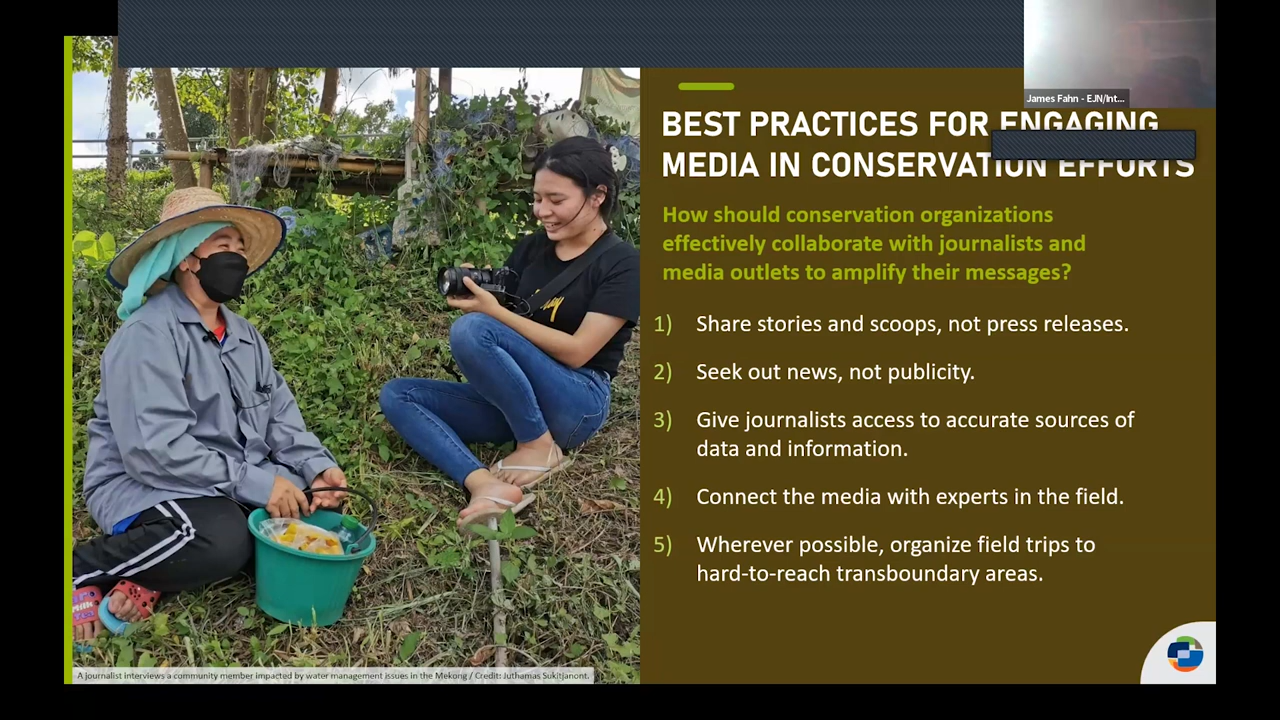 James Fahn - EJN/Int...
BEST PRACTICES FOR ENGAGING
MEDIA IN CONSERVATION EFFORTS
How should conservation organizations
effectively collaborate with journalists and
media outlets to amplify their messages?
1) Share stories and scoops, not press releases.
2) Seek out news, not publicity.
3) Give journalists access to accurate sources of
data and information.
4) Connect the media with experts in the field.
5) Wherever possible, organize field trips to
hard-to-reach transboundary areas.
A journalist interviews a community member impacted by water management issues in the Mekong / Credit: Juthamas Sukitjanont.